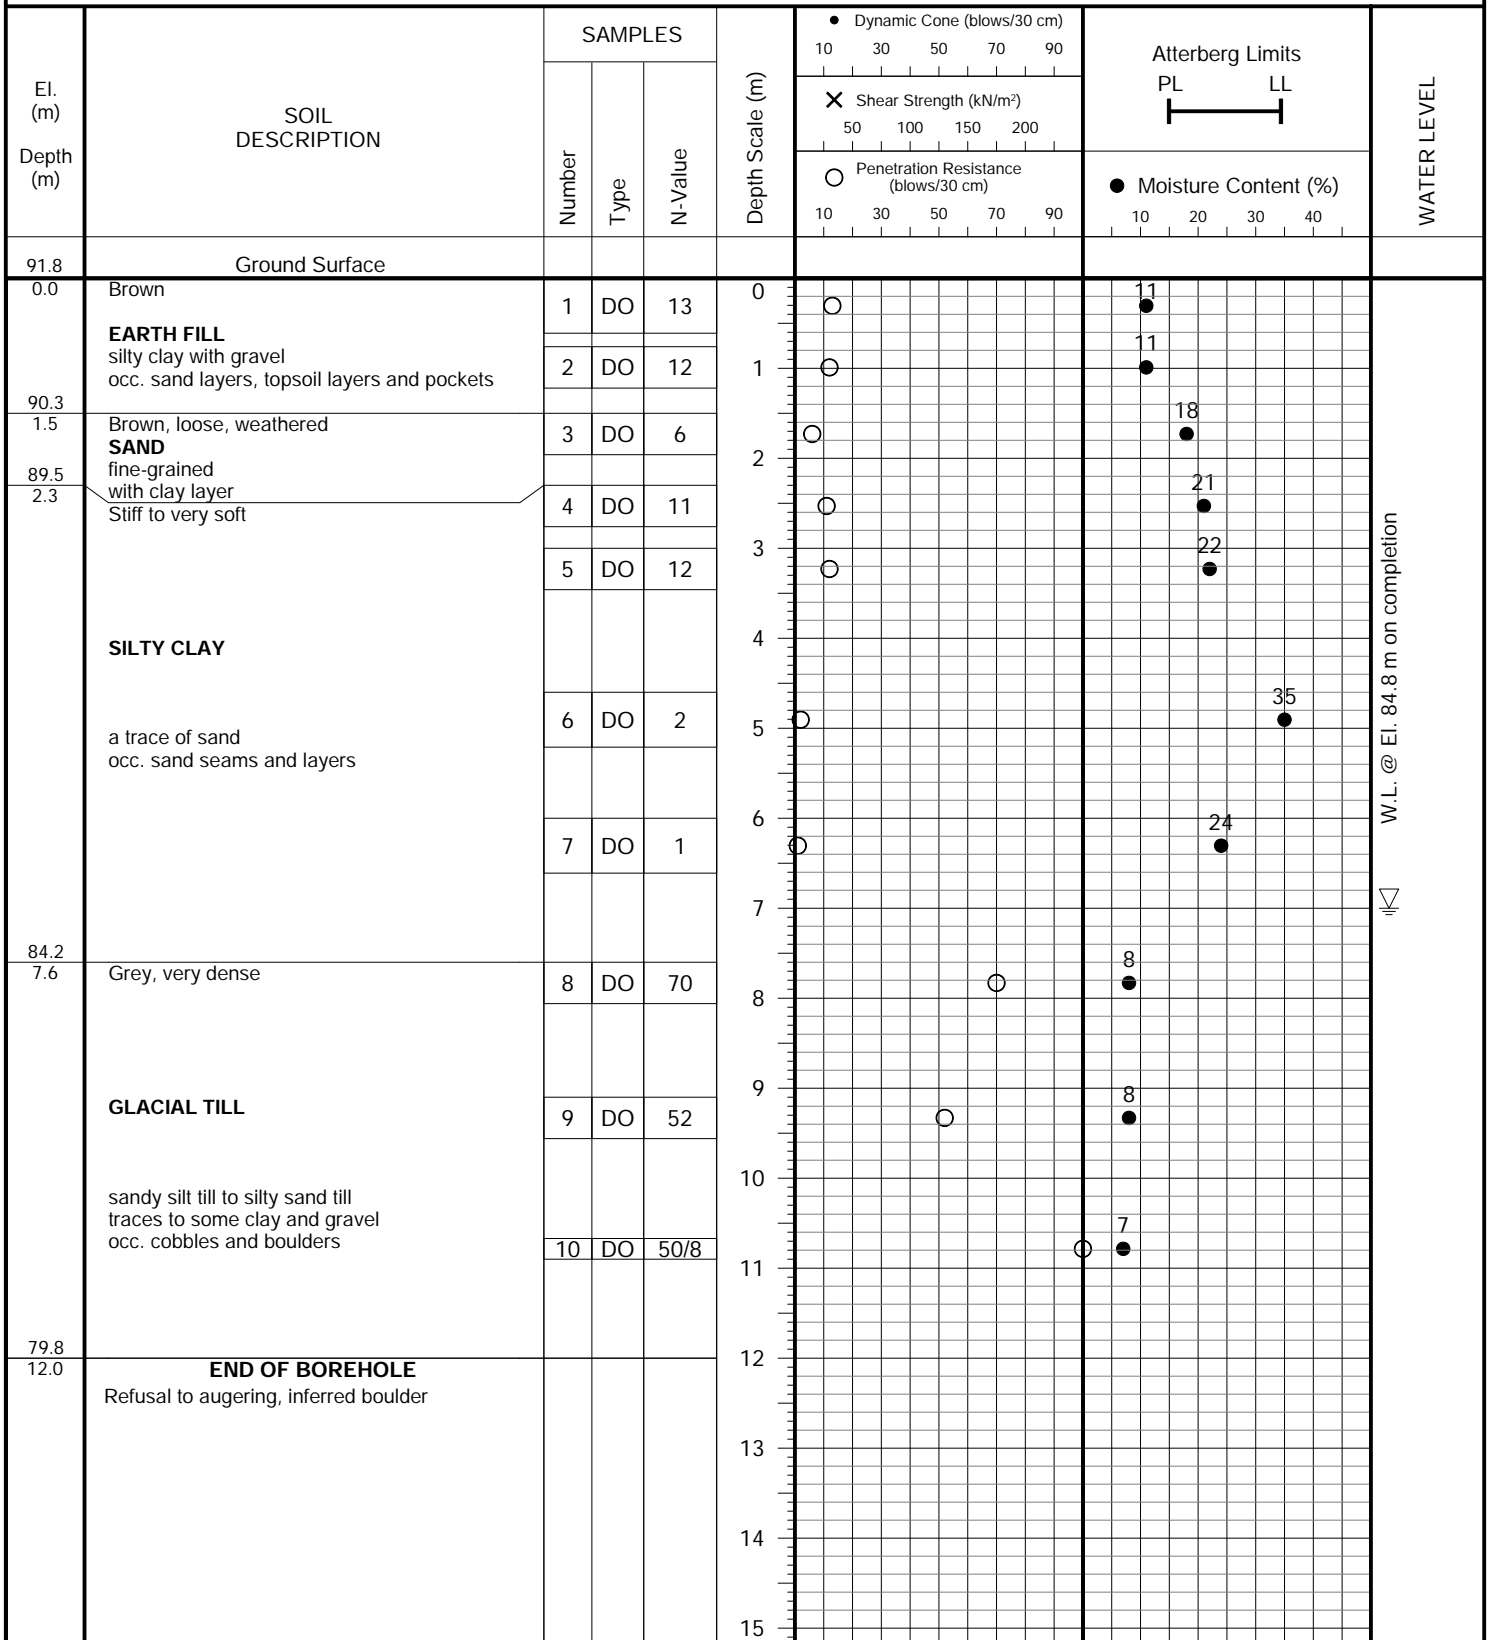 El.
(m)
Depth
(m)
SOIL
DESCRIPTION
SAMPLES
Number
Type
N-Value
Depth Scale (m)
Dynamic Cone (blows/30 cm)
10 30 50 70 90
Shear Strength (kN/m²)
50 100 150 200
Penetration Resistance
(blows/30 cm)
10 30 50 70 90
Atterberg Limits
PL LL
Moisture Content (%)
10 20 30 40
WATER LEVEL
91.8 Ground Surface
0.0 Brown
EARTH FILL
silty clay with gravel
occ. sand layers, topsoil layers and pockets
1 DO 13
0
11
2 DO 12
1
11
90.3
1.5 Brown, loose, weathered
SAND
fine-grained
with clay layer
3 DO 6
18
2
89.5
2.3
Stiff to very soft
4 DO 11
21
3
5 DO 12
22
4
SILTY CLAY
a trace of sand
occ. sand seams and layers
6 DO 2
35
5
6
7 DO 1
24
7
W.L. @ El. 84.8 m on completion
84.2
7.6 Grey, very dense
8 DO 70
8
8
9
GLACIAL TILL
9 DO 52
8
10
sandy silt till to silty sand till
traces to some clay and gravel
occ. cobbles and boulders
10 DO 50/8
7
11
79.8
12.0 END OF BOREHOLE
Refusal to augering, inferred boulder
12
13
14
15